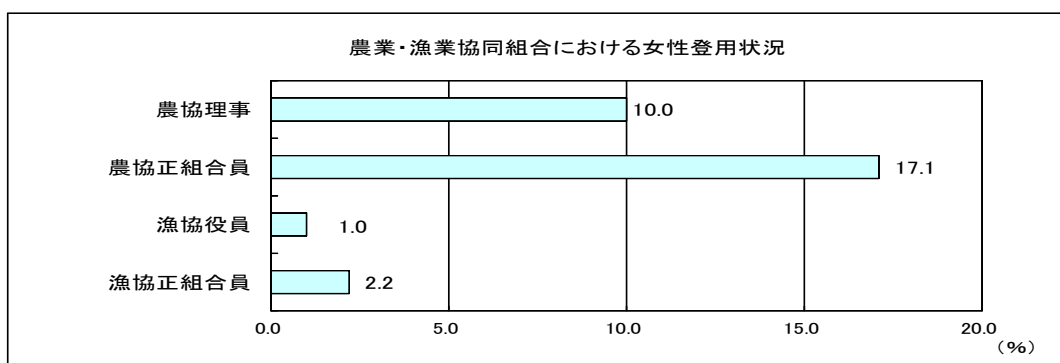 農業・漁業協同組合における女性登用状況
農協理事
10.0
農協正組合員
17.1
漁協役員
1.0
漁協正組合員
2.2
0.0 5.0 10.0 15.0 20.0
(%)